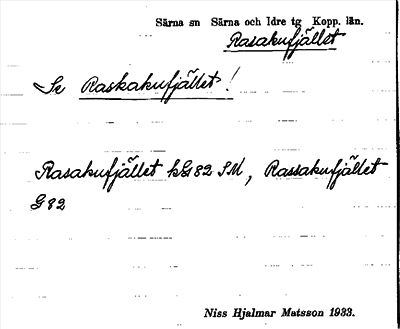 Särna sn Särna och Idre tg Kopp. län.
Rasakufjället
Se Raskakufjället!
Rasakufjället kG82 SM, Rassakufjället
G82
Niss Hjalmar Matsson 1933.